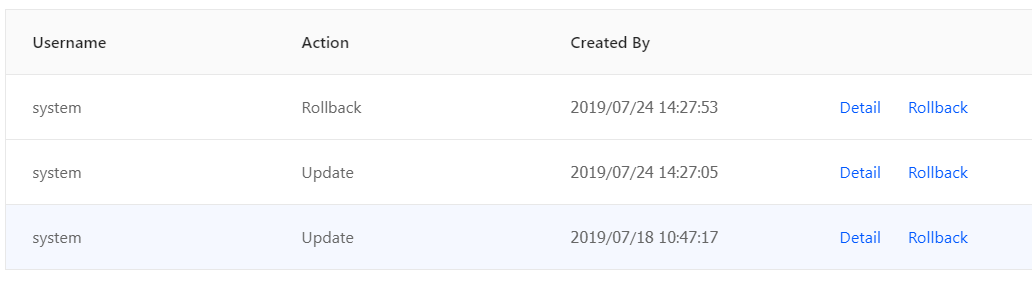 Username Action Created By
system Rollback 2019/07/24 14:27:53 Detail Rollback
system Update 2019/07/24 14:27:05 Detail Rollback
system Update 2019/07/18 10:47:17 Detail Rollback